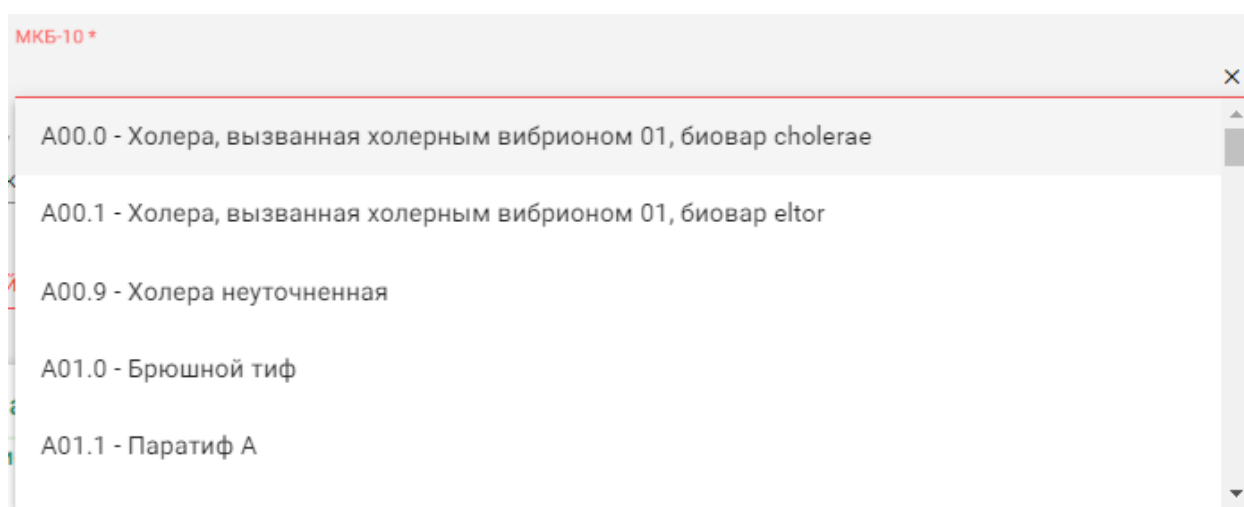 МКБ-10 *
A00.0 - Холера, вызванная холерным вибрионом 01, биовар cholerae
A00.1 - Холера, вызванная холерным вибрионом 01, биовар eltor
A00.9 - Холера неуточненная
A01.0 - Брюшной тиф
A01.1 - Паратиф A